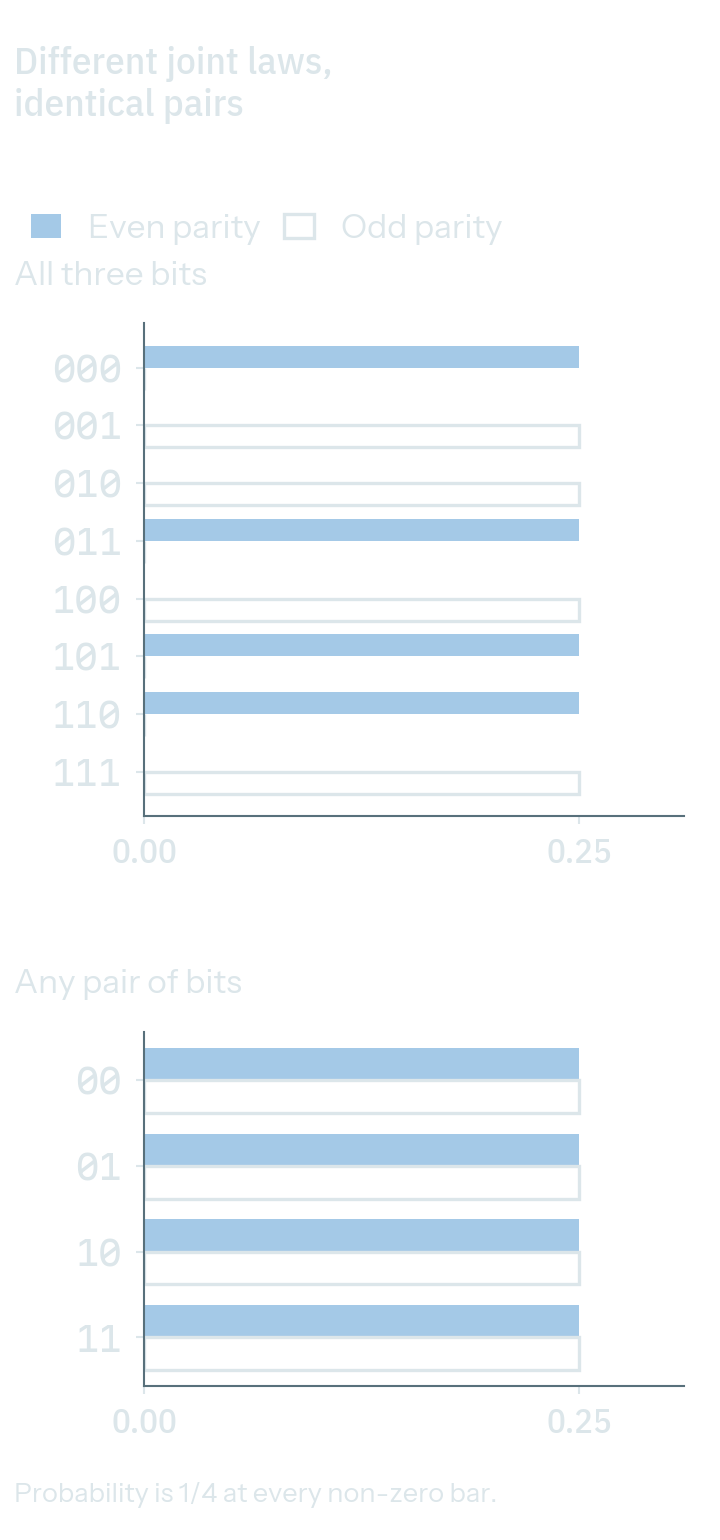 Different joint laws,
identical pairs
Even parity Odd parity
All three bits
000
001
010
011
100
101
110
111
0.00 0.25
Any pair of bits
00
01
10
11
0.00 0.25
Probability is 1/4 at every non-zero bar.